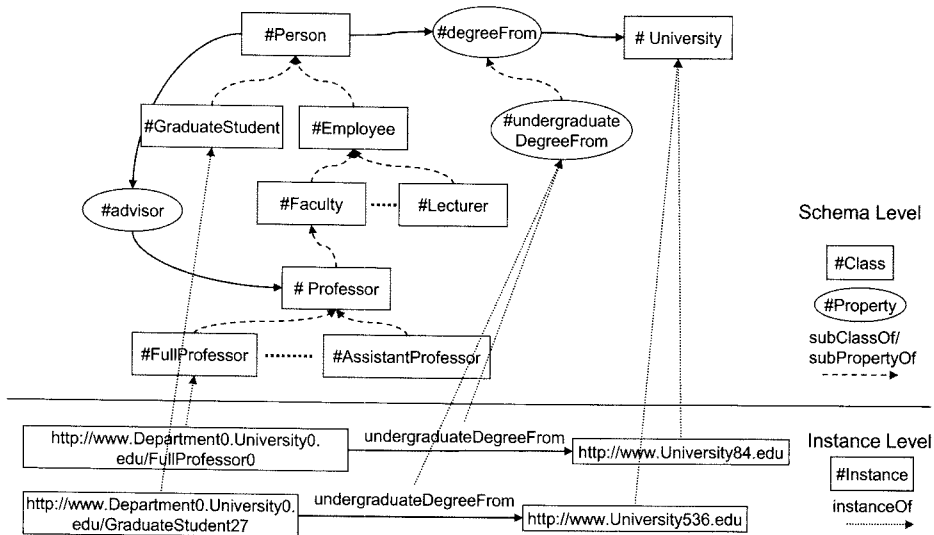 #Person
#degreeFrom
# University
#GraduateStudent
#Employee
#undergraduate
DegreeFrom
#advisor
#Faculty
#Lecturer
# Professor
#FullProfessor
#AssistantProfessor
Schema Level
#Class
#Property
subClassOf/
subPropertyOf
http://www.Department0.University0.
edu/FullProfessor0
undergraduateDegreeFrom
http://www.University84.edu
http://www.Department0.University0.
edu/GraduateStudent27
undergraduateDegreeFrom
http://www.University536.edu
Instance Level
#Instance
instanceOf